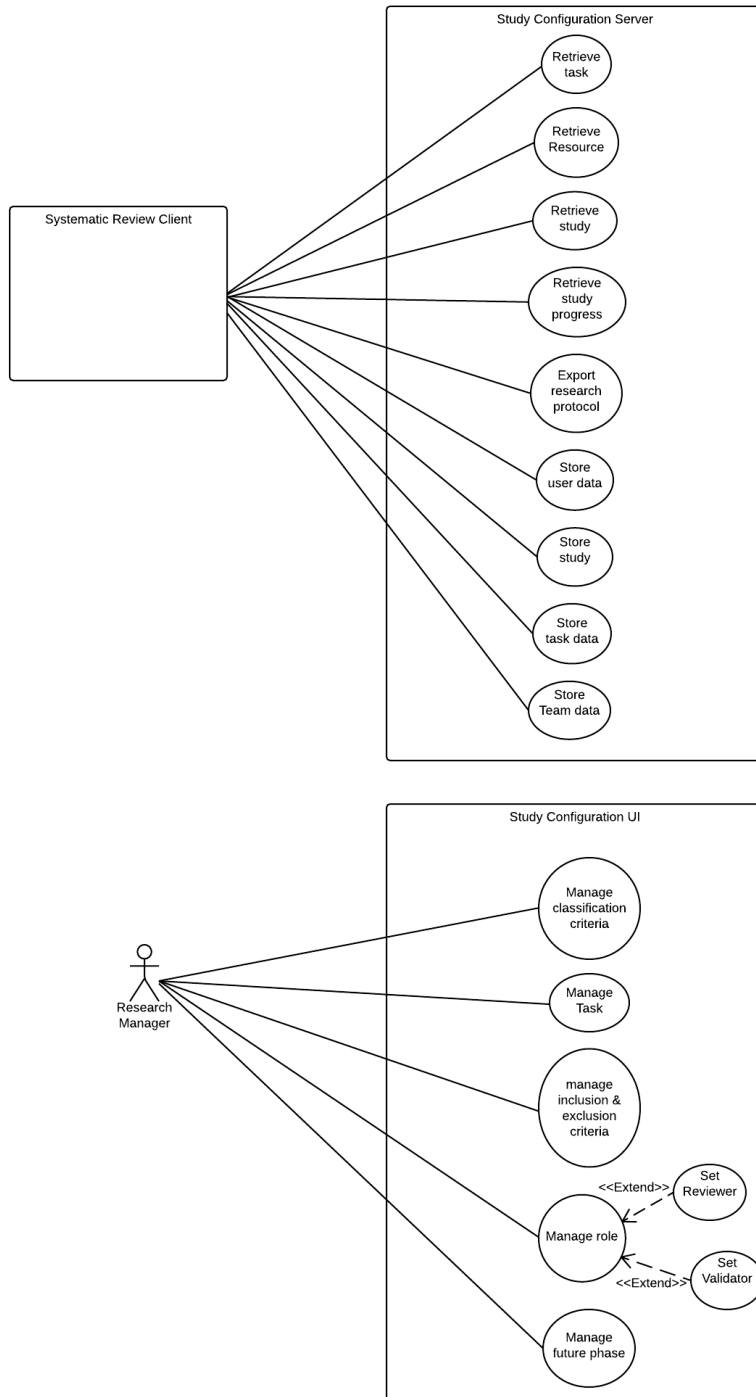 Study Configuration Server
Retrieve
task
Retrieve
Resource
Systematic Review Client
Retrieve
study
Retrieve
study
progress
Export
research
protocol
Store
user data
Store
study
Store
task data
Store
Team data
Study Configuration UI
Manage
classification
criteria
Research
Manager
Manage
Task
manage
inclusion &
exclusion
criteria
<<Extend>>
Set
Reviewer
Manage role
<<Extend>>
Set
Validator
Manage
future phase